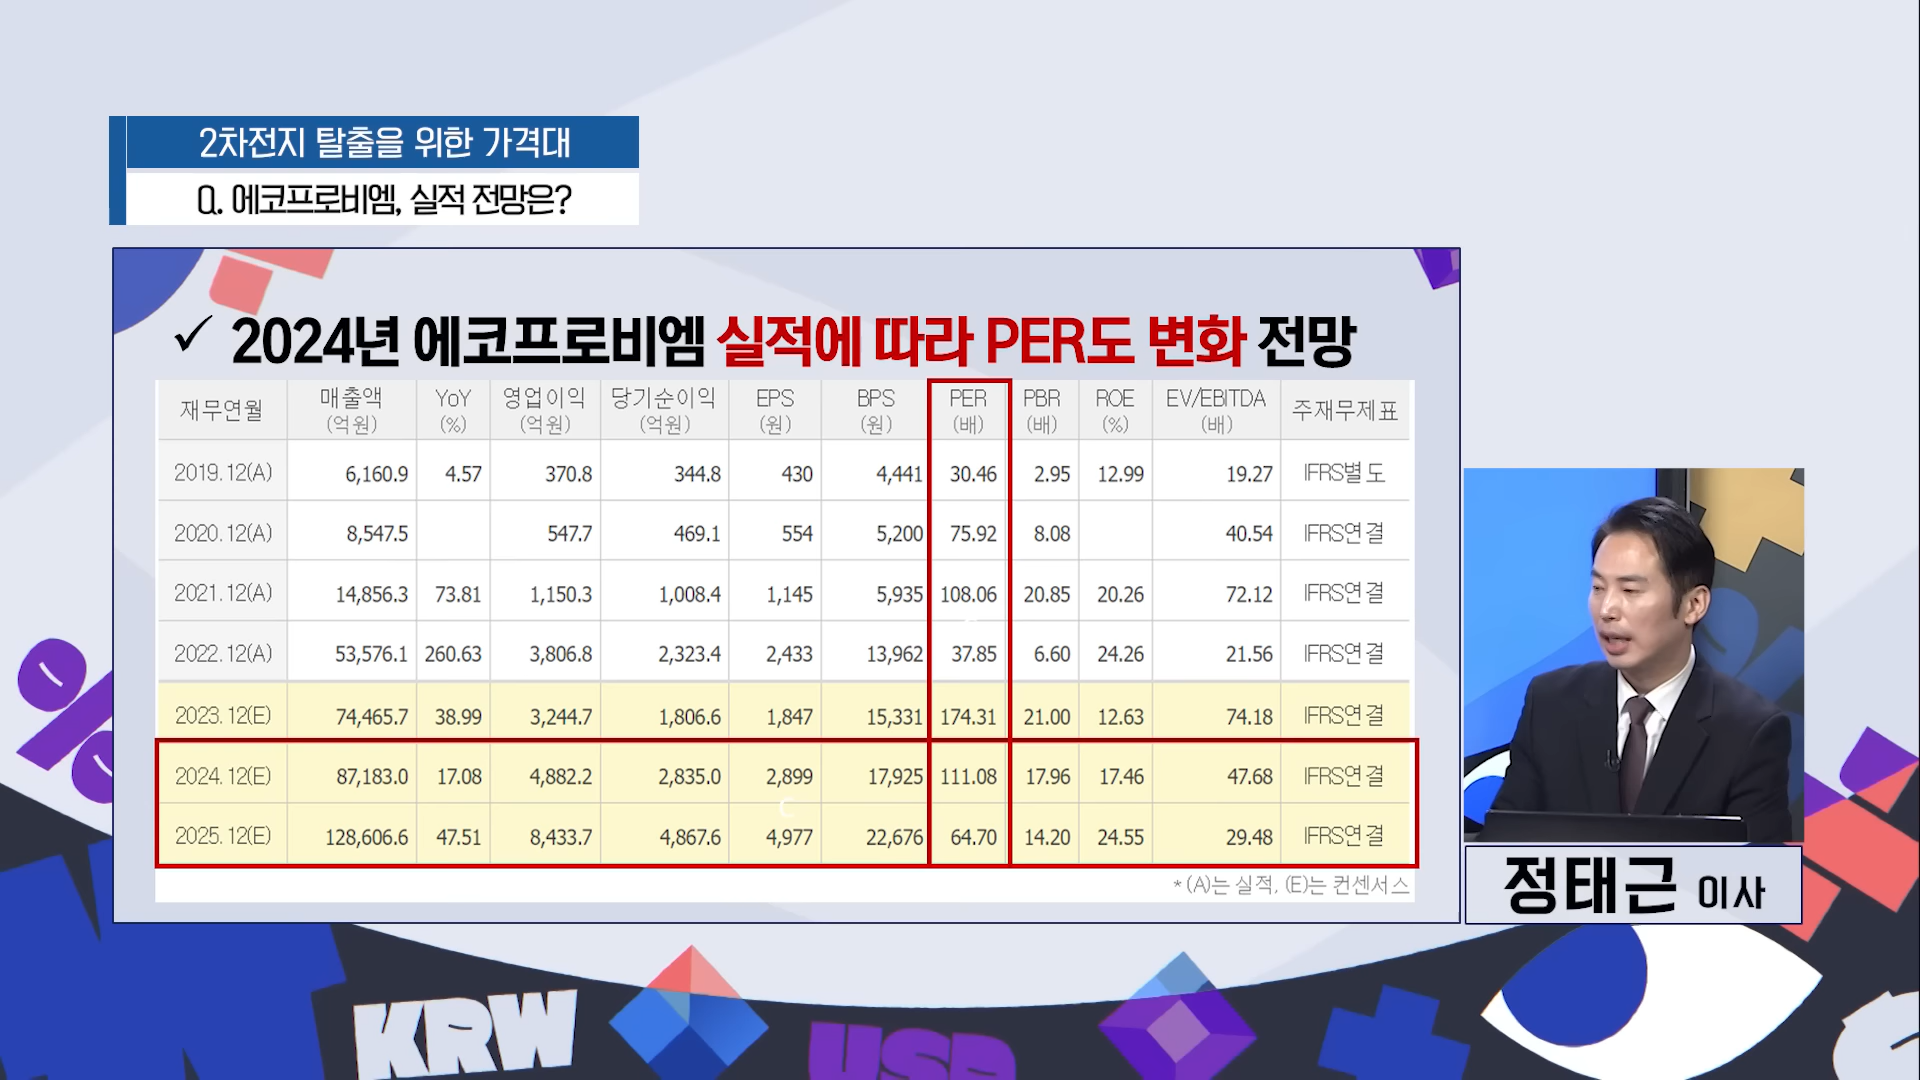 2차전지 탈출을 위한 가격대
Q. 에코프로비엠, 실적 전망은?
✓ 2024년 에코프로비엠 실적에 따라 PER도 변화 전망
재무연월 매출액 (억원) YoY (%) 영업이익 (억원) 당기순이익 (억원) EPS (원) BPS (원) PER (배) PBR (배) ROE (%) EV/EBITDA (배) 주재무제표
2019.12(A) 6,160.9 4.57 370.8 344.8 430 4,441 30.46 2.95 12.99 19.27 IFRS별도
2020.12(A) 8,547.5 547.7 469.1 554 5,200 75.92 8.08 40.54 IFRS연결
2021.12(A) 14,856.3 73.81 1,150.3 1,008.4 1,145 5,935 108.06 20.85 20.26 72.12 IFRS연결
2022.12(A) 53,576.1 260.63 3,806.8 2,323.4 2,433 13,962 37.85 6.60 24.26 21.56 IFRS연결
2023.12(E) 74,465.7 38.99 3,244.7 1,806.6 1,847 15,331 174.31 21.00 12.63 74.18 IFRS연결
2024.12(E) 87,183.0 17.08 4,882.2 2,835.0 2,899 17,925 111.08 17.96 17.46 47.68 IFRS연결
2025.12(E) 128,606.6 47.51 8,433.7 4,867.6 4,977 22,676 64.70 14.20 24.55 29.48 IFRS연결
* (A)는 실적, (E)는 컨센서스
정태근 이사
KRW
USD